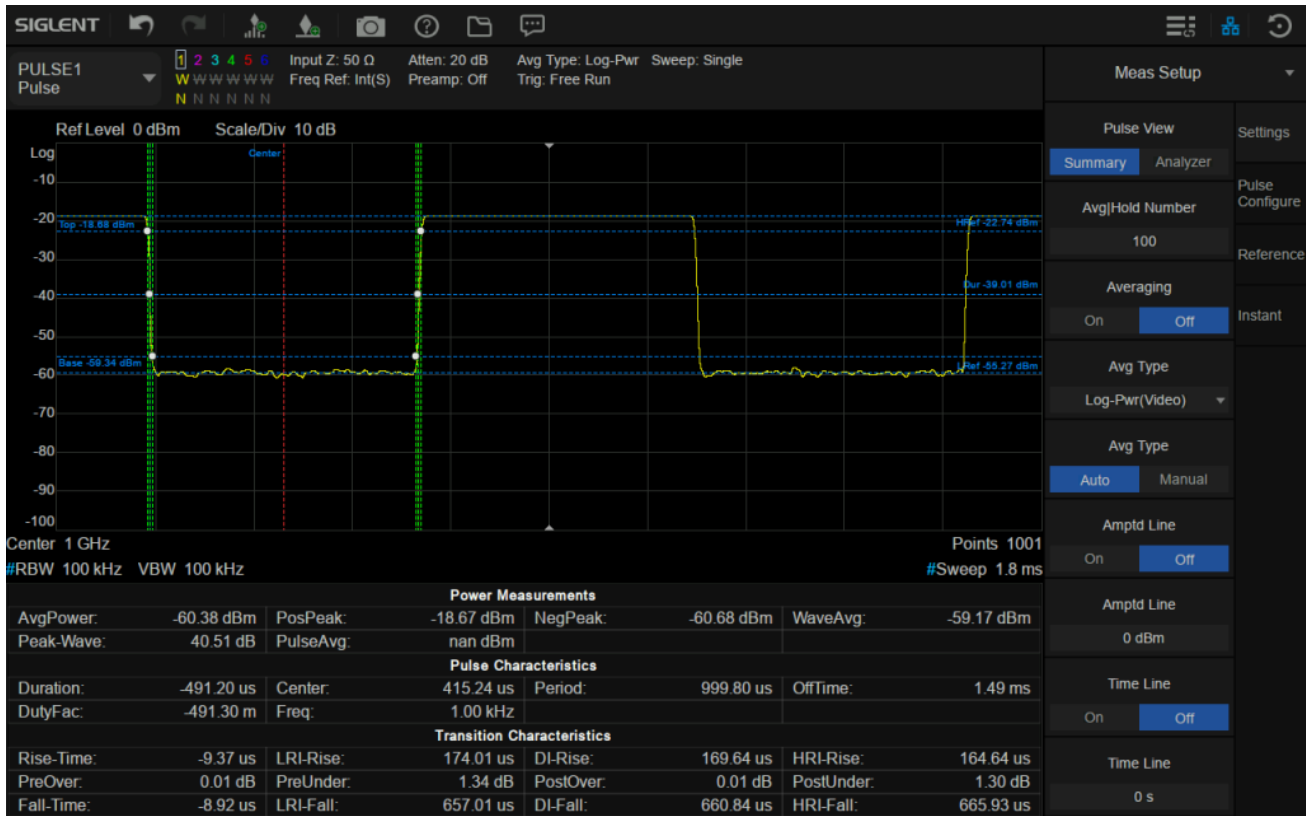 SIGLENT
PULSE1
Pulse
1 2 3 4 5 6
W W W W W W
N N N N N N
Input Z: 50 Ω
Freq Ref: Int(S)
Atten: 20 dB
Preamp: Off
Avg Type: Log-Pwr
Trig: Free Run
Sweep: Single
Ref Level 0 dBm Scale/Div 10 dB
Log
-10
-20
-30
-40
-50
-60
-70
-80
-90
-100
Center
Top -18.68 dBm
HRef -22.74 dBm
Dur -39.01 dBm
Base -59.34 dBm
LRef -55.27 dBm
Center 1 GHz
Points 1001
#RBW 100 kHz VBW 100 kHz
#Sweep 1.8 ms
Power Measurements
AvgPower: -60.38 dBm PosPeak: -18.67 dBm NegPeak: -60.68 dBm WaveAvg: -59.17 dBm
Peak-Wave: 40.51 dB PulseAvg: nan dBm
Pulse Characteristics
Duration: -491.20 us Center: 415.24 us Period: 999.80 us OffTime: 1.49 ms
DutyFac: -491.30 m Freq: 1.00 kHz
Transition Characteristics
Rise-Time: -9.37 us LRI-Rise: 174.01 us DI-Rise: 169.64 us HRI-Rise: 164.64 us
PreOver: 0.01 dB PreUnder: 1.34 dB PostOver: 0.01 dB PostUnder: 1.30 dB
Fall-Time: -8.92 us LRI-Fall: 657.01 us DI-Fall: 660.84 us HRI-Fall: 665.93 us
Meas Setup
Pulse View
Summary Analyzer
Avg|Hold Number
100
Averaging
On Off
Avg Type
Log-Pwr(Video)
Avg Type
Auto Manual
Amptd Line
On Off
Amptd Line
0 dBm
Time Line
On Off
Time Line
0 s
Settings
Pulse
Configure
Reference
Instant